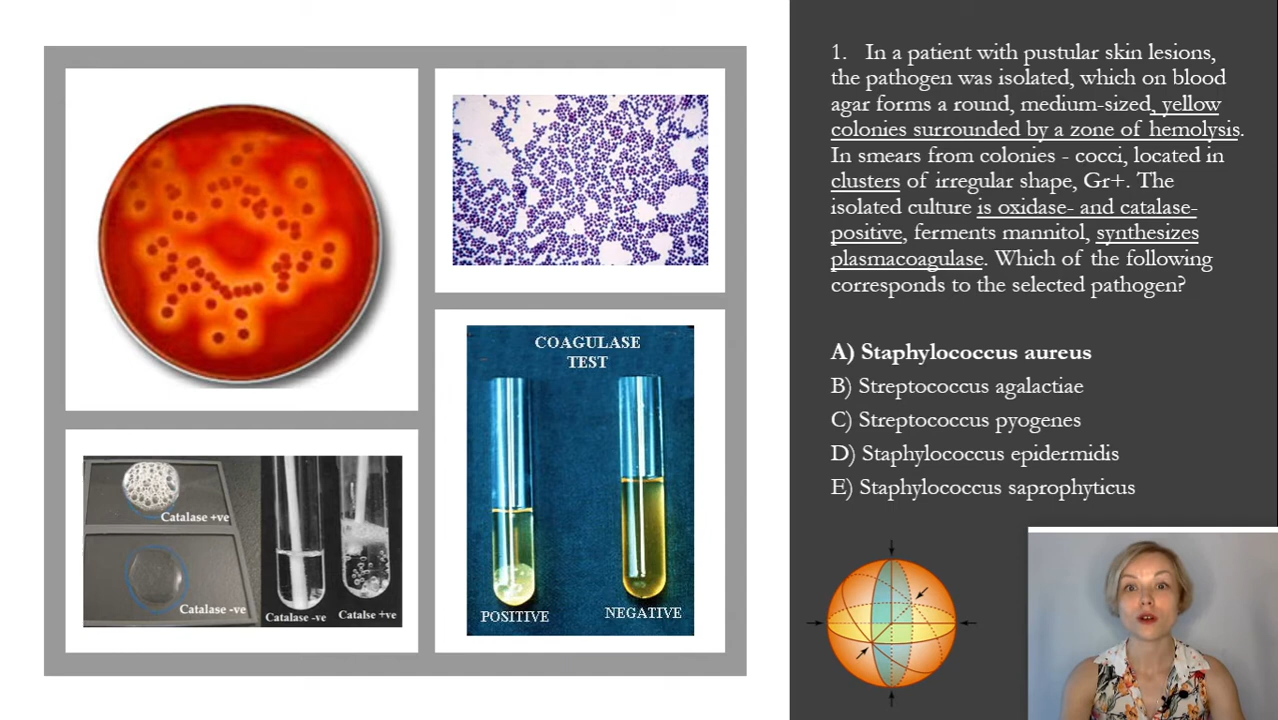 COAGULASE
TEST
POSITIVE
NEGATIVE
Catalase +ve
Catalase -ve
Catalase -ve
Catalse +ve
1. In a patient with pustular skin lesions,
the pathogen was isolated, which on blood
agar forms a round, medium-sized, yellow
colonies surrounded by a zone of hemolysis.
In smears from colonies - cocci, located in
clusters of irregular shape, Gr+. The
isolated culture is oxidase- and catalase-
positive, ferments mannitol, synthesizes
plasmacoagulase. Which of the following
corresponds to the selected pathogen?
A) Staphylococcus aureus
B) Streptococcus agalactiae
C) Streptococcus pyogenes
D) Staphylococcus epidermidis
E) Staphylococcus saprophyticus